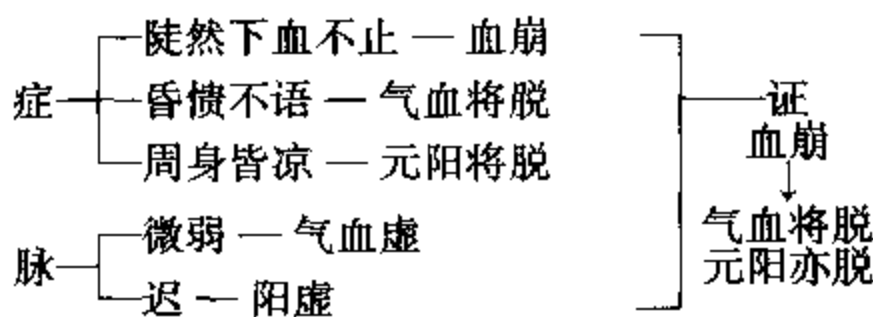 陡然下血不止 — 血崩
症 昏愦不语 — 气血将脱
周身皆凉 — 元阳将脱
脉 微弱 — 气血虚
迟 — 阳虚
证
血崩
↓
气血将脱
元阳亦脱